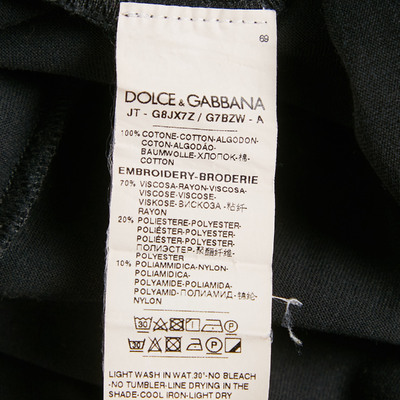 69
DOLCE & GABBANA
JT - G8JX7Z / G7BZW - A
100% COTONE-COTTON-ALGODON-
COTON-ALGODÃO-
BAUMWOLLE-ХЛОПОК-棉-
COTTON
EMBROIDERY-BRODERIE
70% VISCOSA-RAYON-VISCOSA-
VISCOSE-VISCOSE-
VISKOSE-ВИСКОЗА-粘纤-
RAYON
20% POLIESTERE-POLYESTER-
POLIÉSTER-POLYESTER-
POLYESTER-
ПОЛИЭСТЕР-聚酯纤维-
POLYESTER
10% POLIAMMIDICA-NYLON-
POLIAMIDICA-
POLYAMIDE-POLIAMIDA-
POLYAMID-ПОЛИАМИД-锦纶-
NYLON
30 P
30 P
LIGHT WASH IN WAT.30°-NO BLEACH
-NO TUMBLER-LINE DRYING IN THE
SHADE-COOL IRON-LIGHT DRY